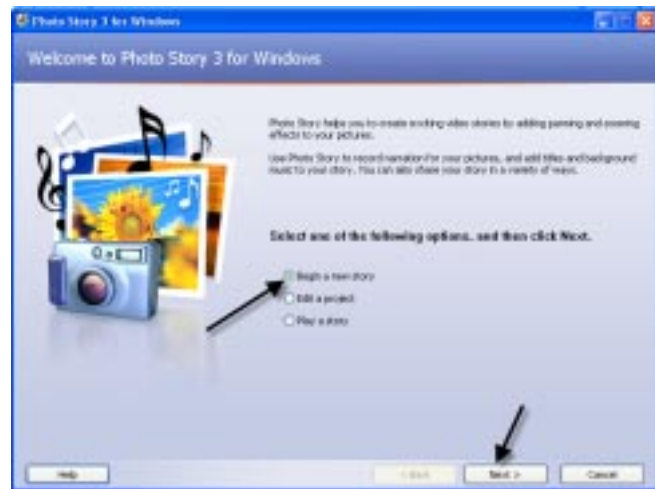 Photo Story 3 for Windows
Welcome to Photo Story 3 for Windows
Photo Story helps you to create exciting video stories by adding panning and zooming
effects to your pictures.
Use Photo Story to record narration for your pictures, and add titles and background
music to your story. You can also share your story in a variety of ways.
Select one of the following options, and then click Next.
Begin a new story
Edit a project
Play a story
Help
< Back
Next >
Cancel